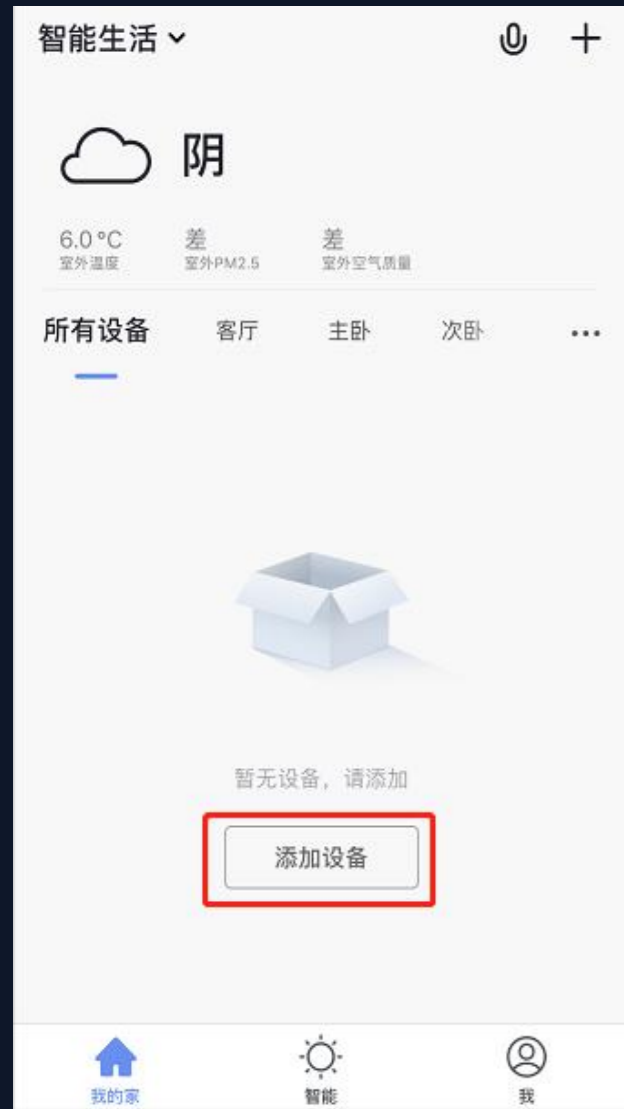 智能生活
阴
6.0°C 差 差
室外温度 室外PM2.5 室外空气质量
所有设备 客厅 主卧 次卧
暂无设备，请添加
添加设备
我的家 智能 我